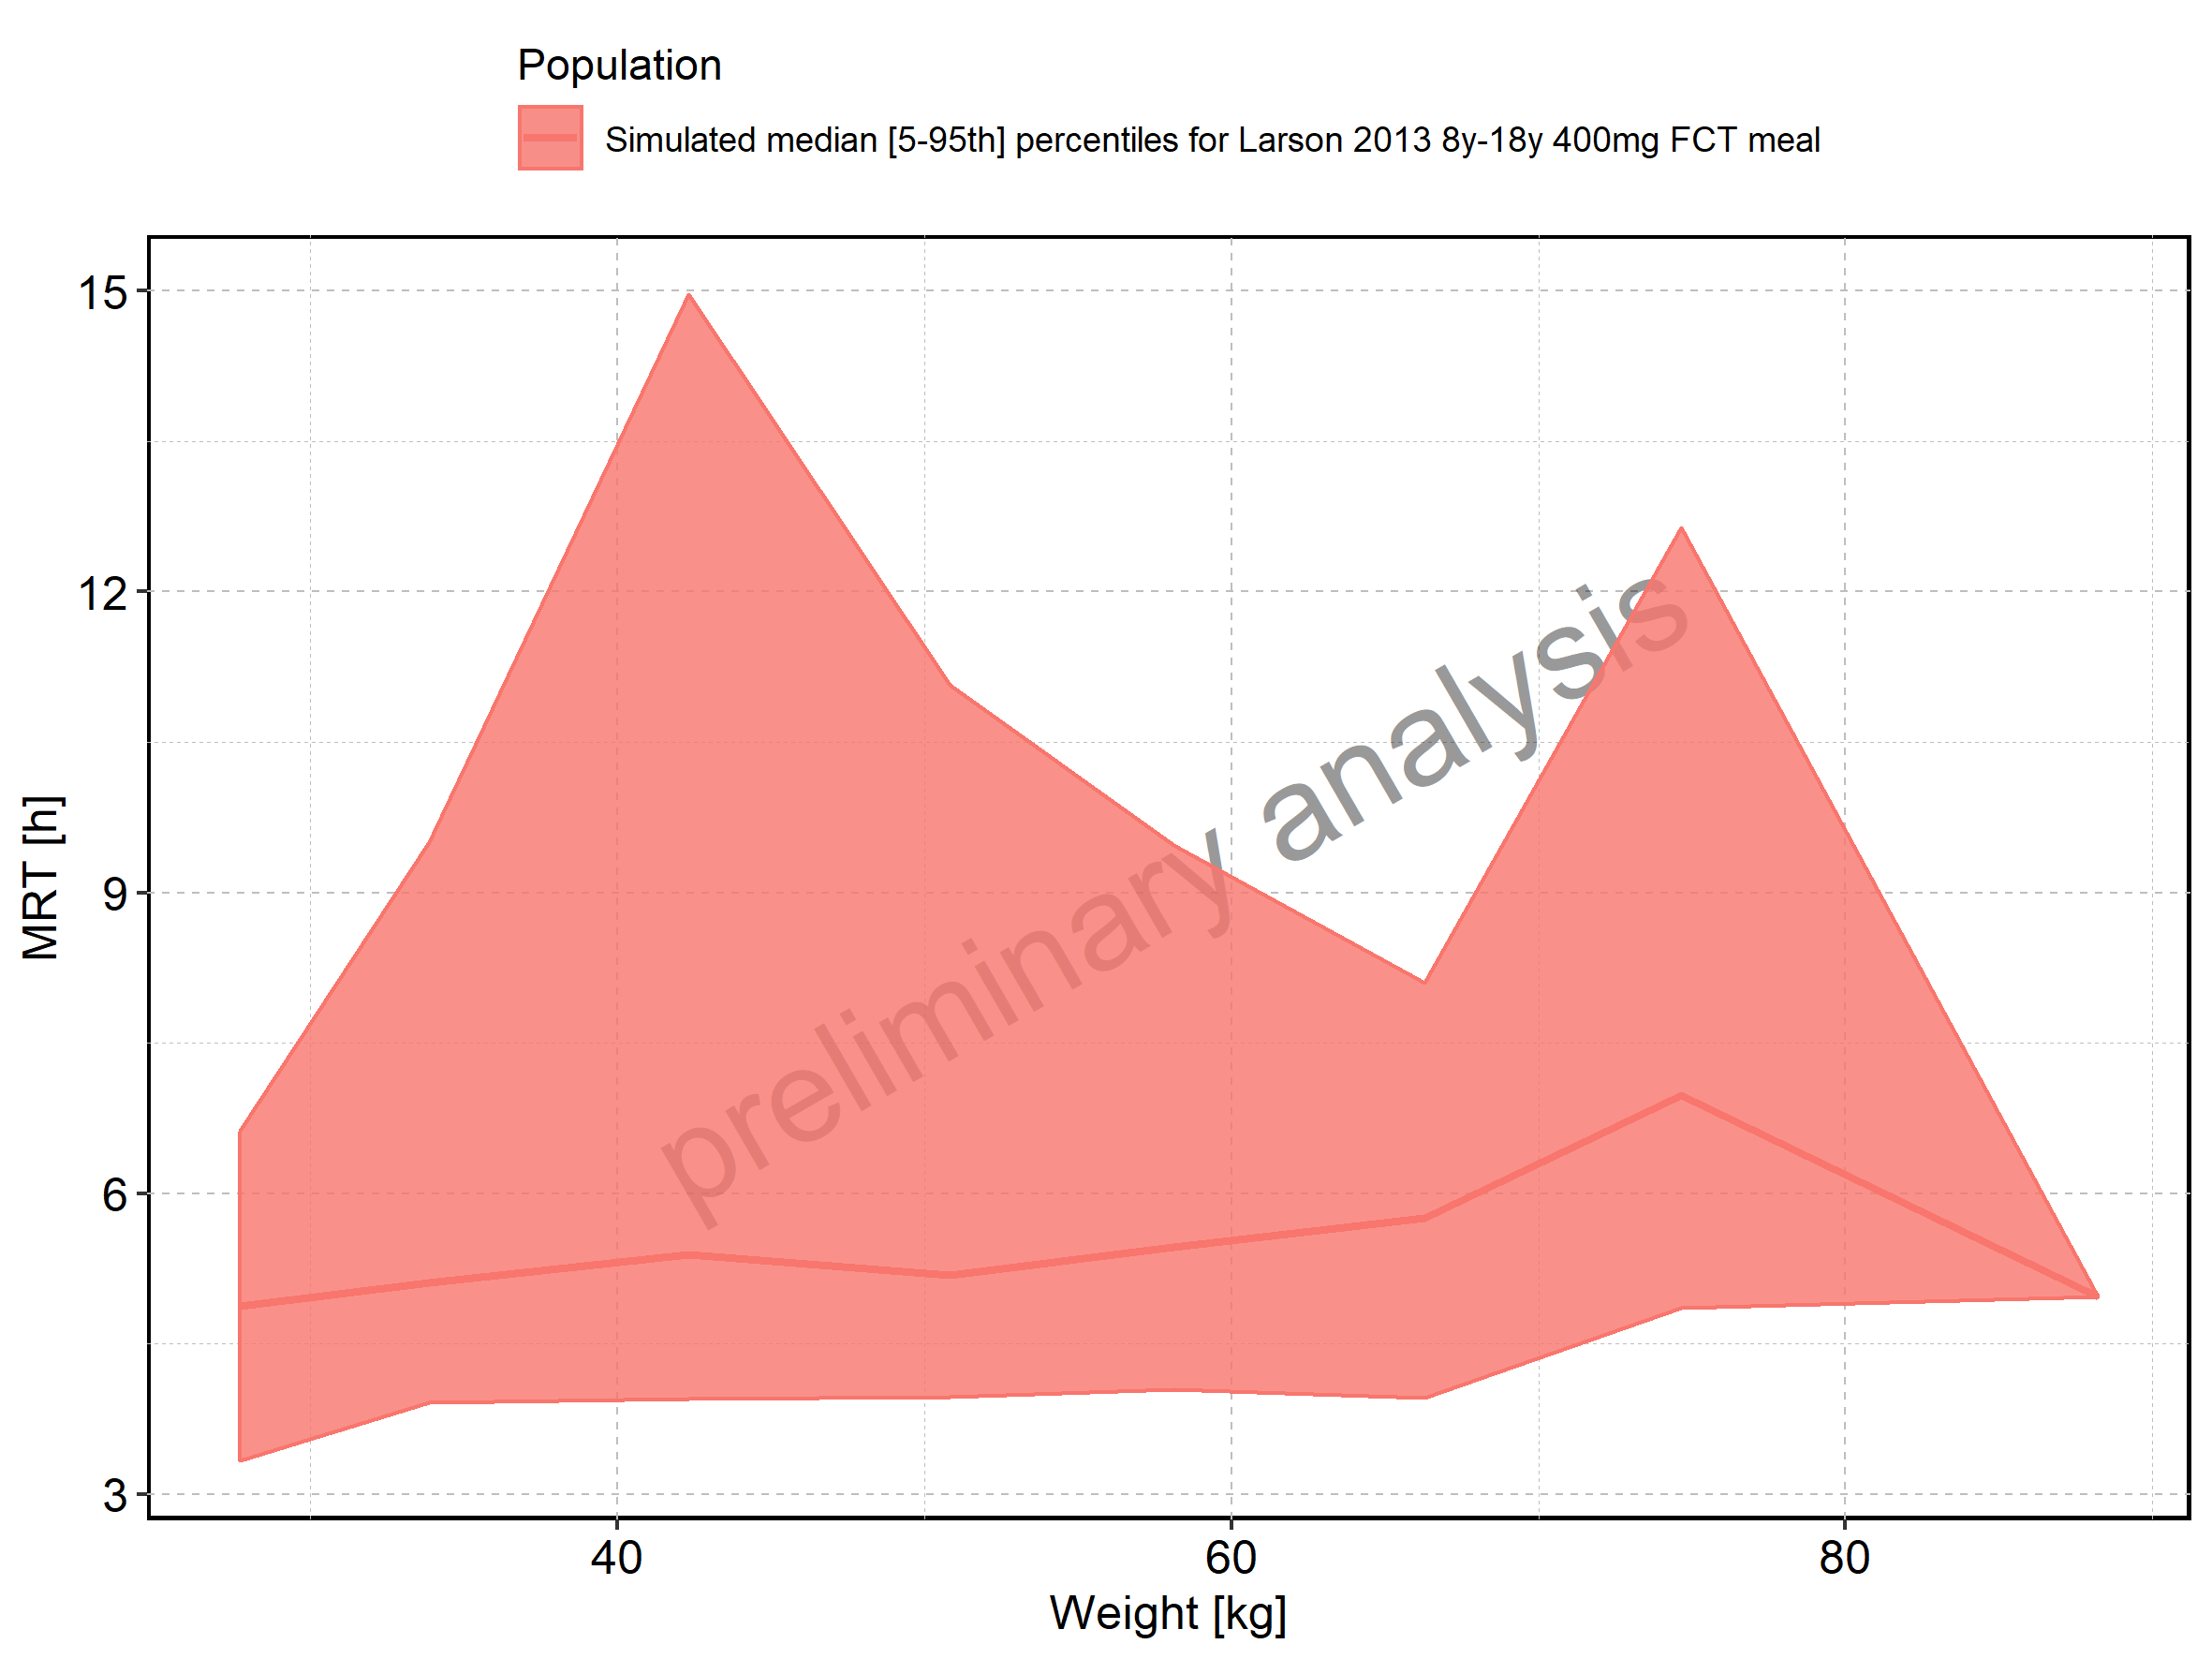 Population
Simulated median [5-95th] percentiles for Larson 2013 8y-18y 400mg FCT meal
15
12
9
6
3
MRT [h]
preliminary analysis
40 60 80
Weight [kg]